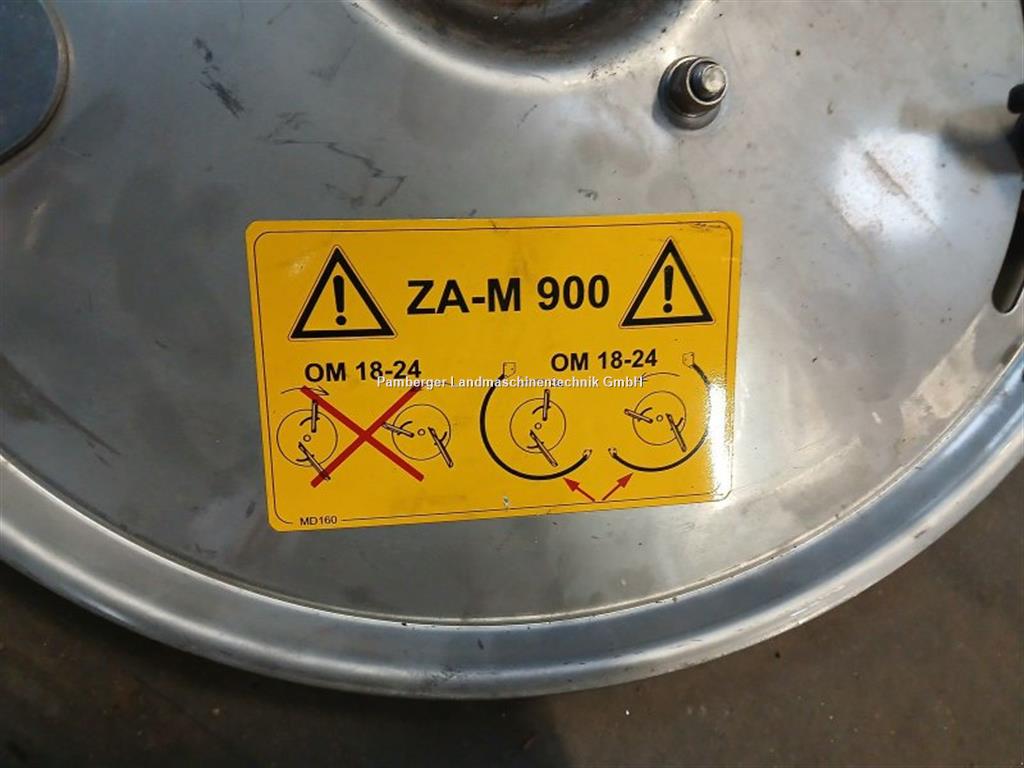 ZA-M 900
OM 18-24
OM 18-24
Pamberger Landmaschinentechnik GmbH
MD160